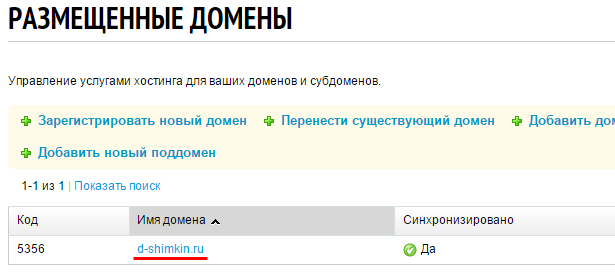 РАЗМЕЩЕННЫЕ ДОМЕНЫ
Управление услугами хостинга для ваших доменов и субдоменов.
Зарегистрировать новый домен Перенести существующий домен Добавить до
Добавить новый поддомен
1-1 из 1 | Показать поиск
Код Имя домена Синхронизировано
5356 d-shimkin.ru Да